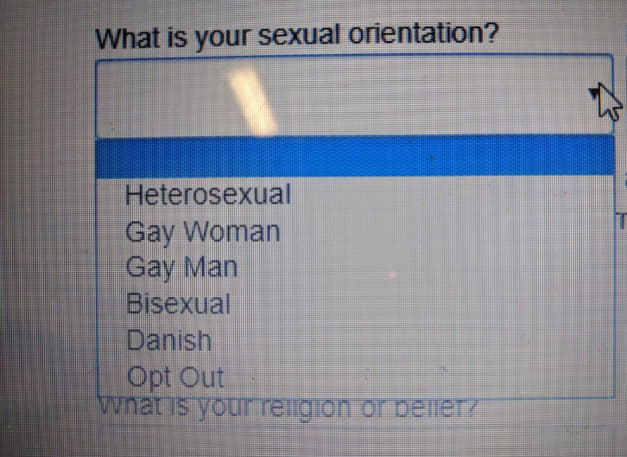 What is your sexual orientation?
Heterosexual
Gay Woman
Gay Man
Bisexual
Danish
Opt Out
What is your religion or belief?